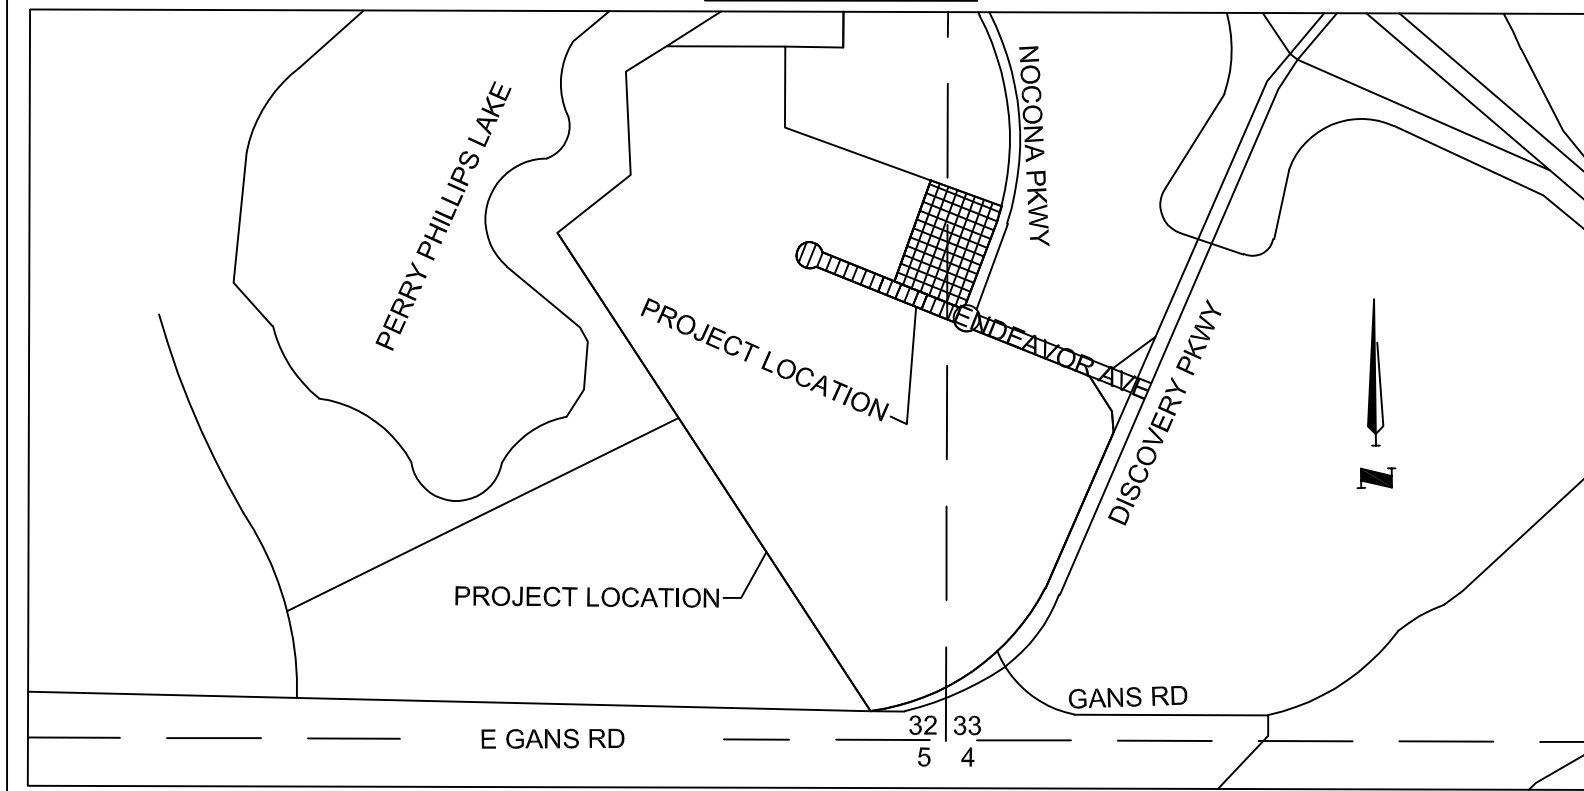 NOCONA PKWY
PERRY PHILLIPS LAKE
PROJECT LOCATION
ENDEAVOR AVE
DISCOVERY PKWY
N
PROJECT LOCATION
GANS RD
32 33
E GANS RD
5 4